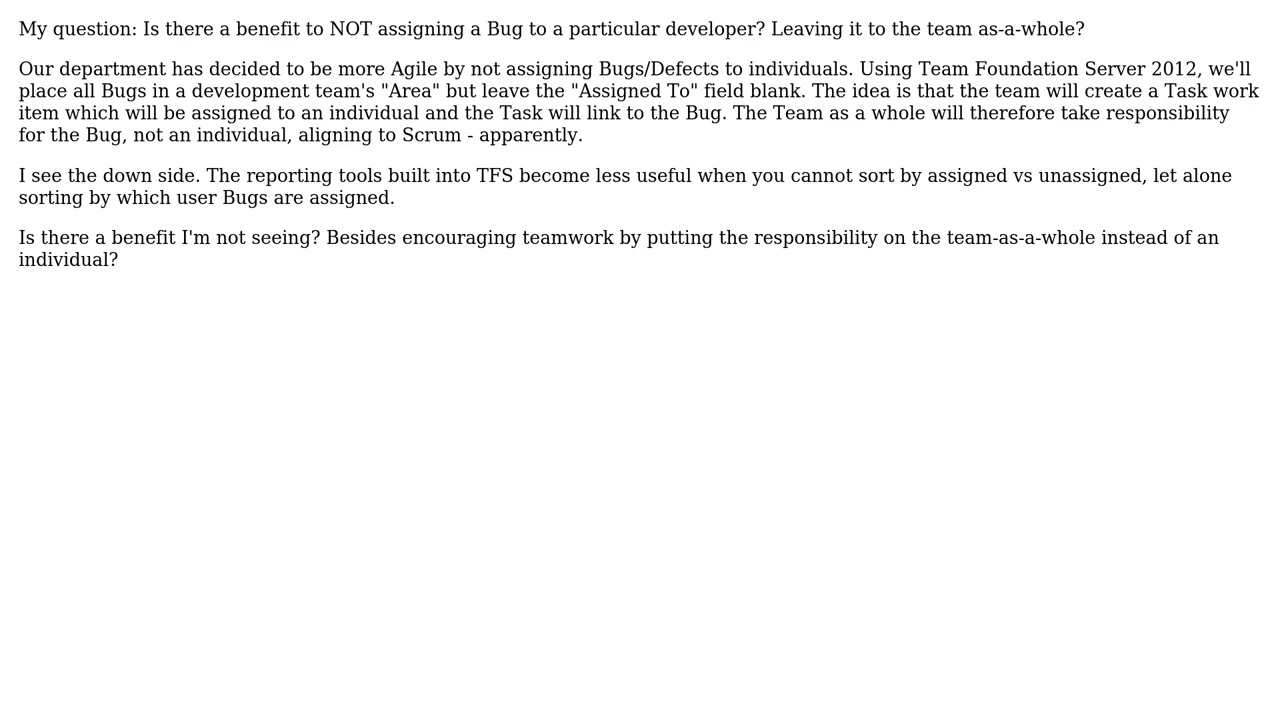 My question: Is there a benefit to NOT assigning a Bug to a particular developer? Leaving it to the team as-a-whole?
Our department has decided to be more Agile by not assigning Bugs/Defects to individuals. Using Team Foundation Server 2012, we'll
place all Bugs in a development team's "Area" but leave the "Assigned To" field blank. The idea is that the team will create a Task work
item which will be assigned to an individual and the Task will link to the Bug. The Team as a whole will therefore take responsibility
for the Bug, not an individual, aligning to Scrum - apparently.
I see the down side. The reporting tools built into TFS become less useful when you cannot sort by assigned vs unassigned, let alone
sorting by which user Bugs are assigned.
Is there a benefit I'm not seeing? Besides encouraging teamwork by putting the responsibility on the team-as-a-whole instead of an
individual?